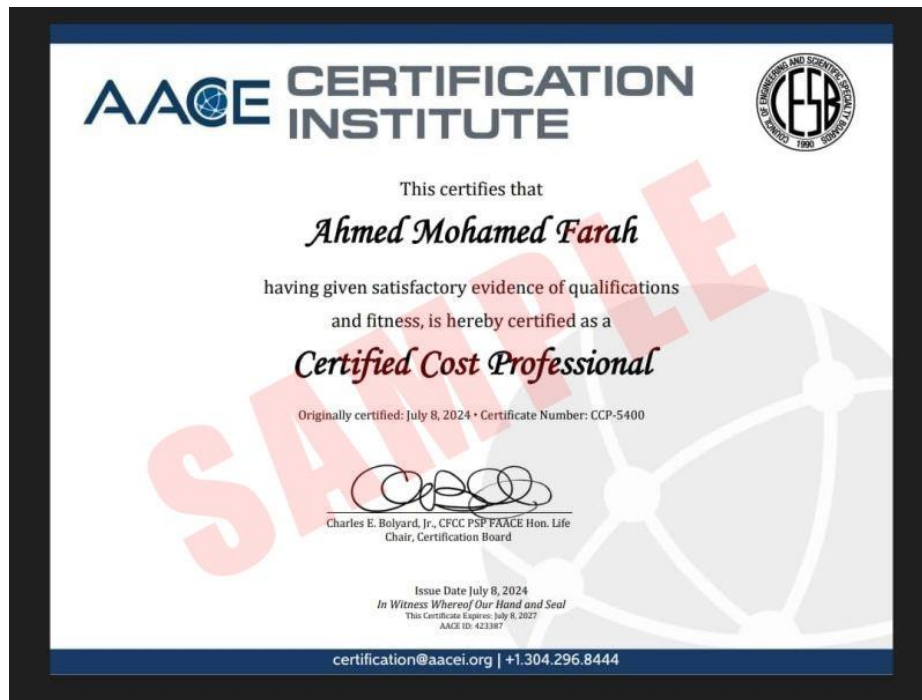 AACE CERTIFICATION
INSTITUTE
COUNCIL OF ENGINEERING AND SCIENTIFIC SPECIALTY BOARDS
CESB
1990
This certifies that
Ahmed Mohamed Farah
having given satisfactory evidence of qualifications
and fitness, is hereby certified as a
Certified Cost Professional
SAMPLE
Originally certified: July 8, 2024 • Certificate Number: CCP-5400
Charles E. Bolyard, Jr., CFCC PSP FAACE Hon. Life
Chair, Certification Board
Issue Date July 8, 2024
In Witness Whereof Our Hand and Seal
This Certificate Expires: July 8, 2027
AACE ID: 423387
certification@aacei.org | +1.304.296.8444